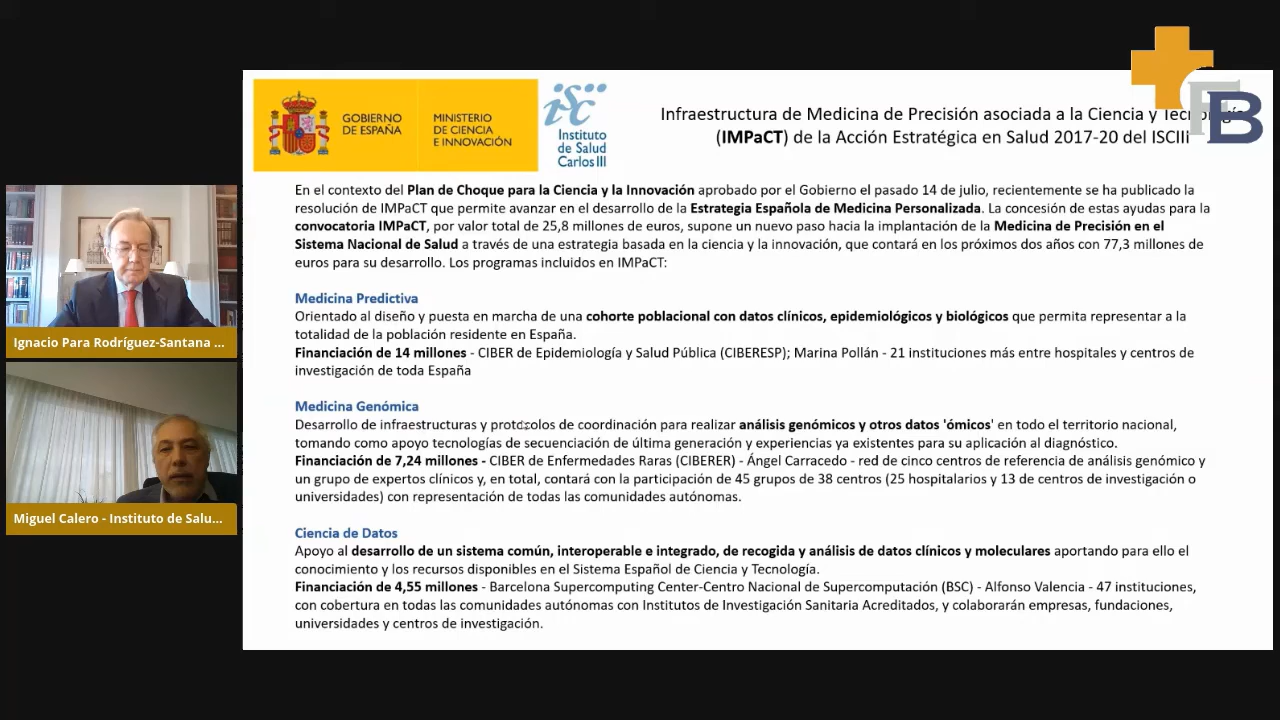 GOBIERNO
DE ESPAÑA
MINISTERIO
DE CIENCIA
E INNOVACIÓN
isciii
Instituto
de Salud
Carlos III
FB
Infraestructura de Medicina de Precisión asociada a la Ciencia y
(IMPaCT) de la Acción Estratégica en Salud 2017-20 del ISCIIIi
En el contexto del Plan de Choque para la Ciencia y la Innovación aprobado por el Gobierno el pasado 14 de julio, recientemente se ha publicado la
resolución de IMPaCT que permite avanzar en el desarrollo de la Estrategia Española de Medicina Personalizada. La concesión de estas ayudas para la
convocatoria IMPaCT, por valor total de 25,8 millones de euros, supone un nuevo paso hacia la implantación de la Medicina de Precisión en el
Sistema Nacional de Salud a través de una estrategia basada en la ciencia y la innovación, que contará en los próximos dos años con 77,3 millones de
euros para su desarrollo. Los programas incluidos en IMPaCT:
Medicina Predictiva
Orientado al diseño y puesta en marcha de una cohorte poblacional con datos clínicos, epidemiológicos y biológicos que permita representar a la
totalidad de la población residente en España.
Financiación de 14 millones - CIBER de Epidemiología y Salud Pública (CIBERESP); Marina Pollán - 21 instituciones más entre hospitales y centros de
investigación de toda España
Medicina Genómica
Desarrollo de infraestructuras y protocolos de coordinación para realizar análisis genómicos y otros datos 'ómicos' en todo el territorio nacional,
tomando como apoyo tecnologías de secuenciación de última generación y experiencias ya existentes para su aplicación al diagnóstico.
Financiación de 7,24 millones - CIBER de Enfermedades Raras (CIBERER) - Ángel Carracedo - red de cinco centros de referencia de análisis genómico y
un grupo de expertos clínicos y, en total, contará con la participación de 45 grupos de 38 centros (25 hospitalarios y 13 de centros de investigación o
universidades) con representación de todas las comunidades autónomas.
Ciencia de Datos
Apoyo al desarrollo de un sistema común, interoperable e integrado, de recogida y análisis de datos clínicos y moleculares aportando para ello el
conocimiento y los recursos disponibles en el Sistema Español de Ciencia y Tecnología.
Financiación de 4,55 millones - Barcelona Supercomputing Center-Centro Nacional de Supercomputación (BSC) - Alfonso Valencia - 47 instituciones,
con cobertura en todas las comunidades autónomas con Institutos de Investigación Sanitaria Acreditados, y colaborarán empresas, fundaciones,
universidades y centros de investigación.
Ignacio Para Rodríguez-Santana ...
Miguel Calero - Instituto de Salu...